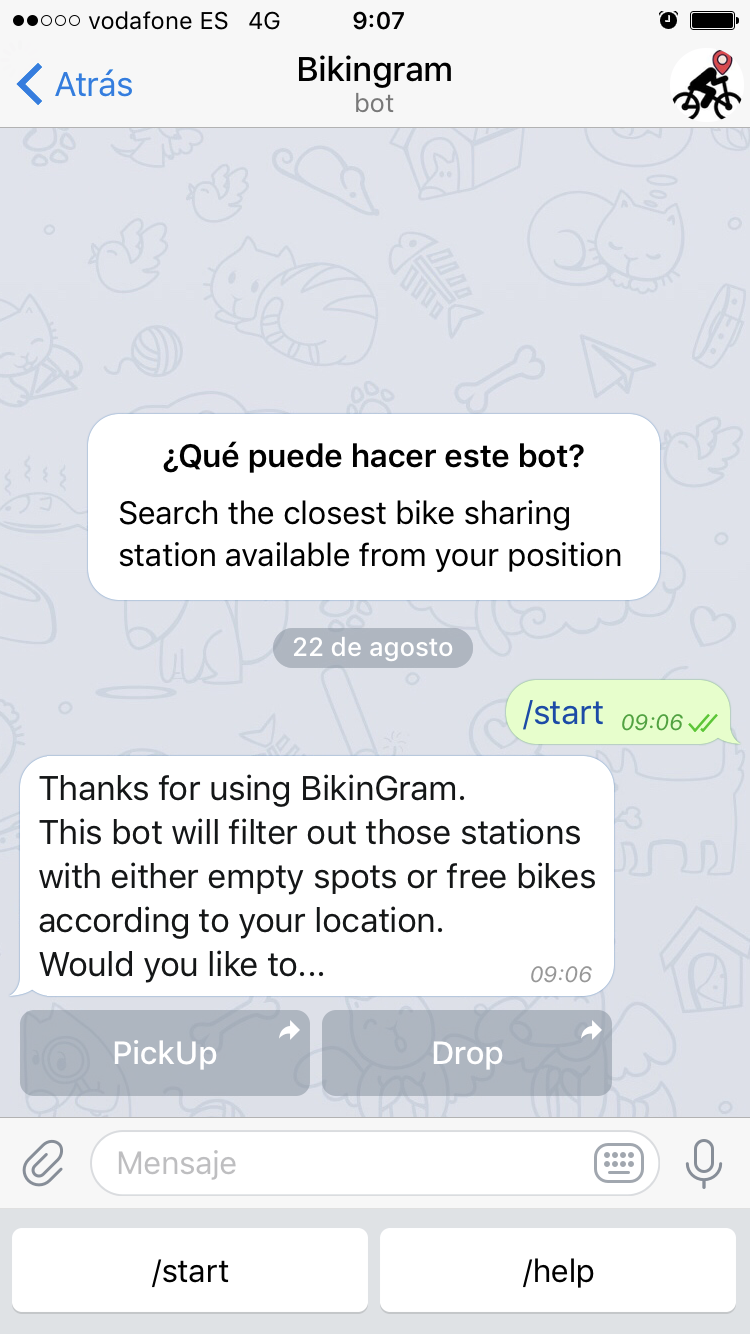 vodafone ES 4G 9:07
Atrás
Bikingram
bot
¿Qué puede hacer este bot?
Search the closest bike sharing
station available from your position
22 de agosto
/start 09:06
Thanks for using BikinGram.
This bot will filter out those stations
with either empty spots or free bikes
according to your location.
Would you like to...
09:06
PickUp Drop
Mensaje
/start /help